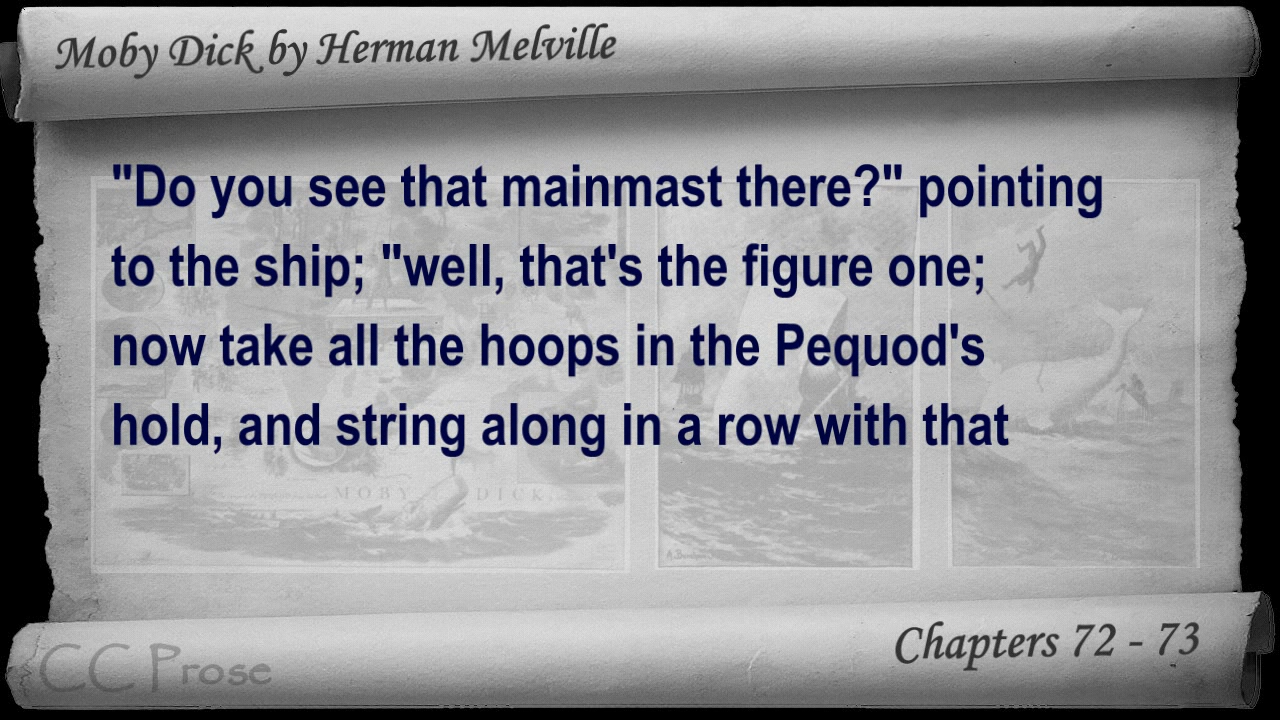 Moby Dick by Herman Melville
"Do you see that mainmast there?" pointing
to the ship; "well, that's the figure one;
now take all the hoops in the Pequod's
hold, and string along in a row with that
MOBY DICK
Chapters 72 - 73
CC Prose